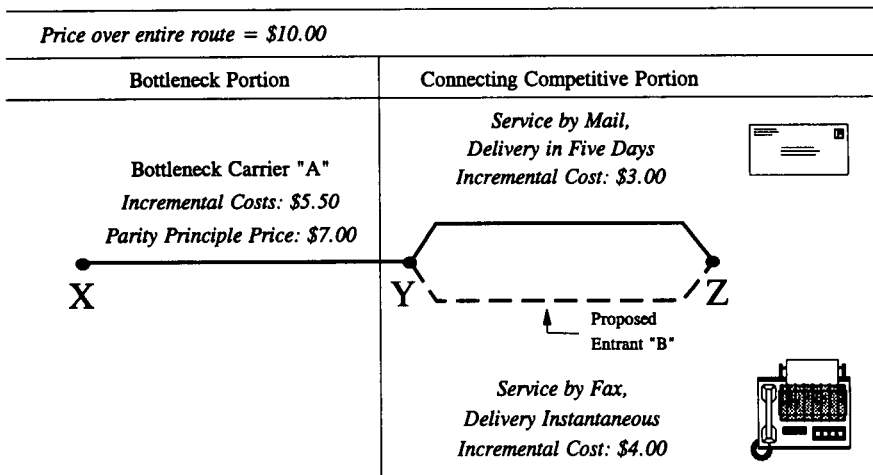 Price over entire route = $10.00
Bottleneck Portion
Connecting Competitive Portion
Bottleneck Carrier "A"
Incremental Costs: $5.50
Parity Principle Price: $7.00
Service by Mail,
Delivery in Five Days
Incremental Cost: $3.00
X
Y
Z
Proposed
Entrant "B"
Service by Fax,
Delivery Instantaneous
Incremental Cost: $4.00